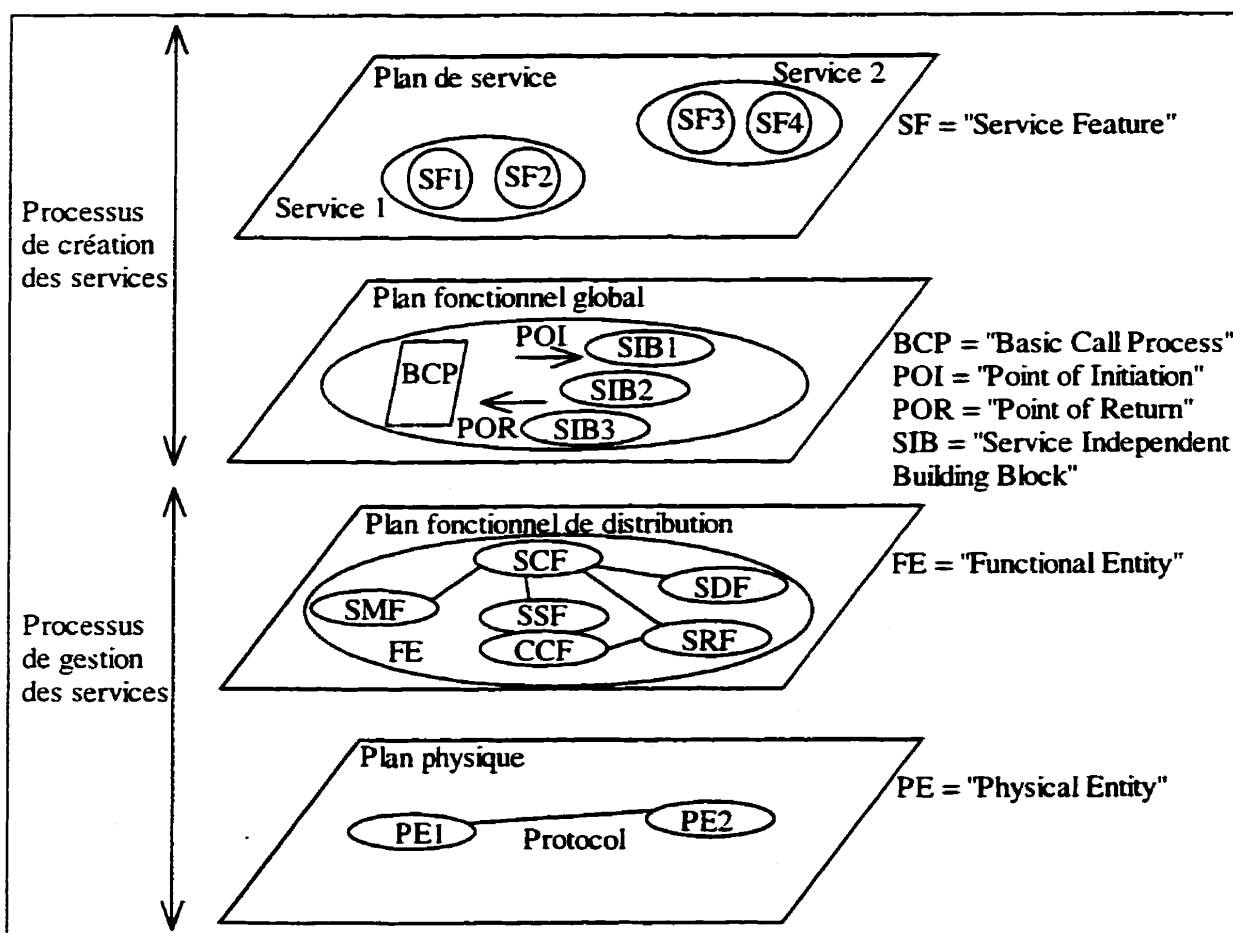 Plan de service
Service 2
SF3
SF4
SF = "Service Feature"
SF1
SF2
Service 1
Processus
de création
des services
Plan fonctionnel global
POI
SIB1
BCP
SIB2
POR
SIB3
BCP = "Basic Call Process"
POI = "Point of Initiation"
POR = "Point of Return"
SIB = "Service Independent
Building Block"
Plan fonctionnel de distribution
SCF
SDF
SMF
SSF
CCF
SRF
FE
FE = "Functional Entity"
Processus
de gestion
des services
Plan physique
PE1
Protocol
PE2
PE = "Physical Entity"